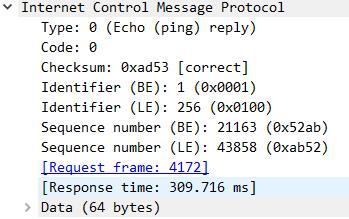 Internet Control Message Protocol
Type: 0 (Echo (ping) reply)
Code: 0
Checksum: 0xad53 [correct]
Identifier (BE): 1 (0x0001)
Identifier (LE): 256 (0x0100)
Sequence number (BE): 21163 (0x52ab)
Sequence number (LE): 43858 (0xab52)
[Request frame: 4172]
[Response time: 309.716 ms]
Data (64 bytes)